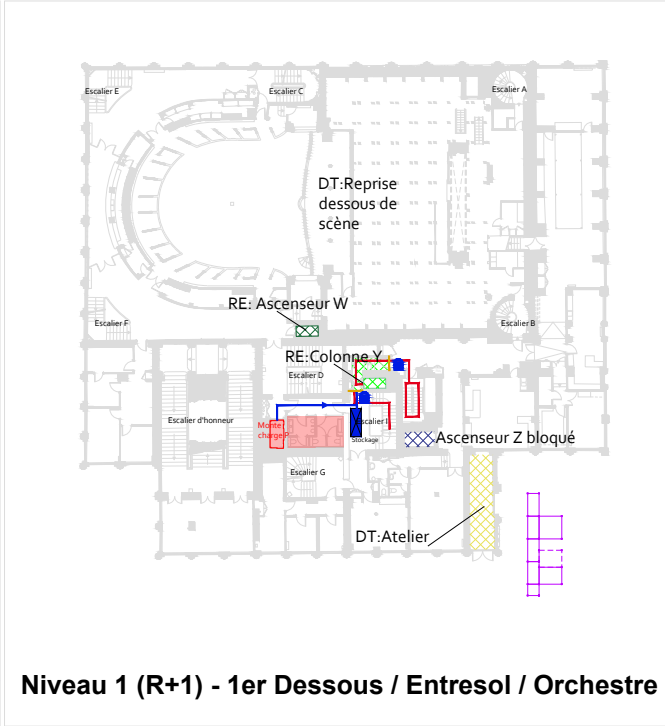 Escalier E
Escalier C
Escalier A
DT:Reprise
dessous de
scène
RE: Ascenseur W
Escalier F
Escalier B
RE:Colonne Y
Escalier D
Escalier d'honneur
Monte
charge P
Escalier I
Stockage
Ascenseur Z bloqué
Escalier G
DT:Atelier
Niveau 1 (R+1) - 1er Dessous / Entresol / Orchestre